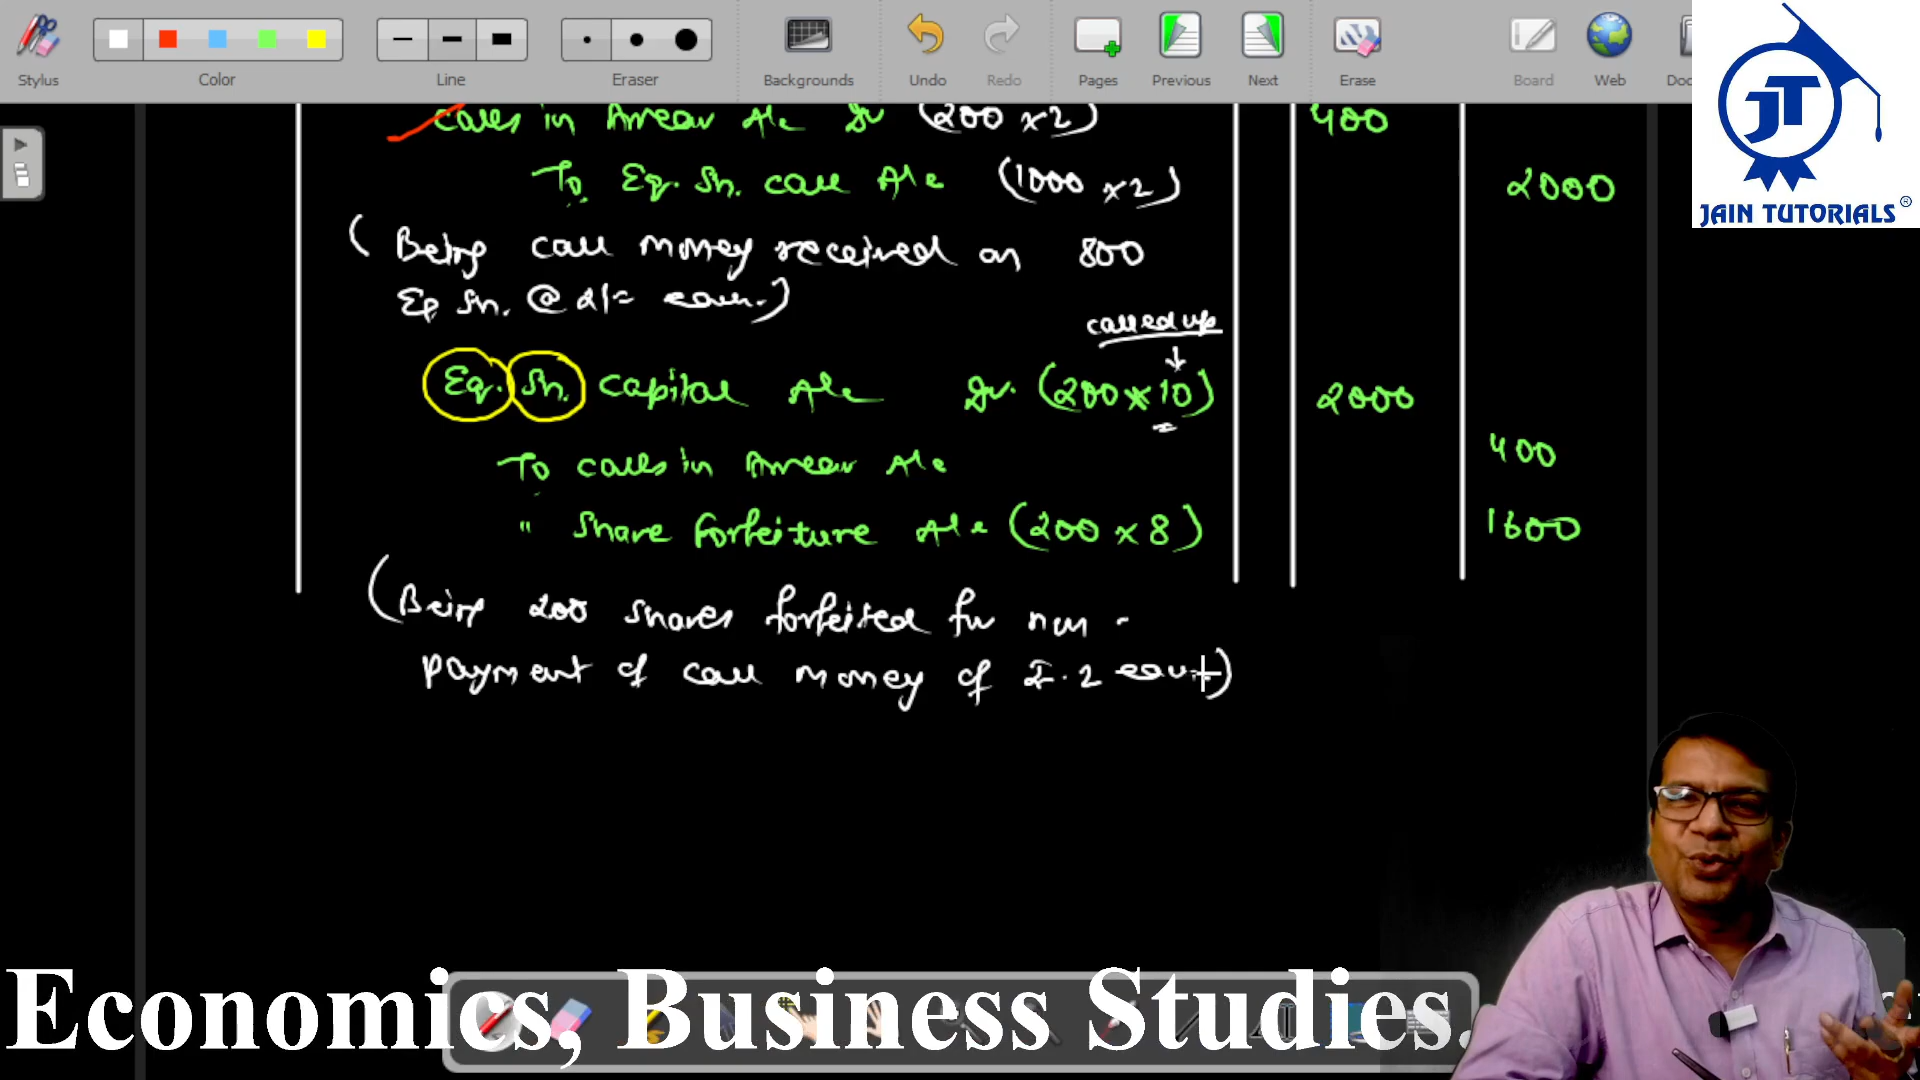 Stylus
Color
Line
Eraser
Backgrounds
Undo
Redo
Pages
Previous
Next
Erase
Board
Web
JT
JAIN TUTORIALS®
Calls in Arrear A/c Dr (200 x 2) 400
To Eq. Sh. call A/c (1000 x 2) 2000
(Being call money received on 800
Eq Sh. @ 2/= each.)
called up
Eq. Sh. Capital A/c Dr. (200 x 10) 2000
To calls in Arrear A/c 400
" Share Forfeiture A/c (200 x 8) 1600
(Being 200 shares forfeited for non -
payment of call money of ₹. 2 each)
Economics, Business Studies.